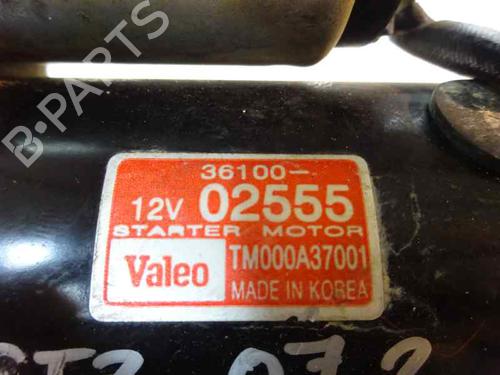 B-PARTS
36100-
12V 02555
STARTER MOTOR
Valeo TM000A37001
MADE IN KOREA